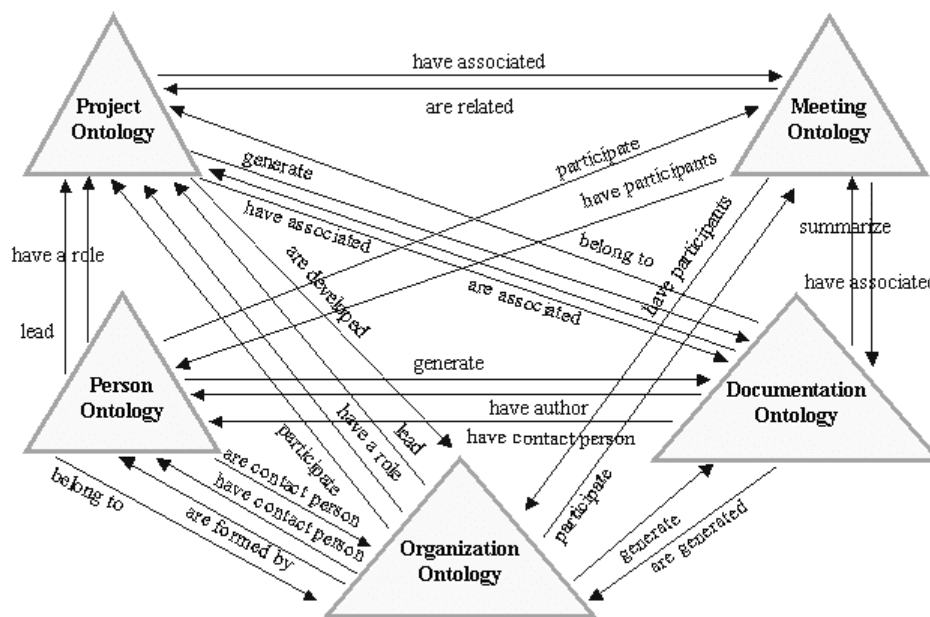 have associated
Project
Ontology
Meeting
Ontology
are related
generate
participate
have participants
have associated
belong to
summarize
have a role
are developed
are associated
have participants
have associated
lead
generate
Person
Ontology
Documentation
Ontology
have author
have contact person
lead
have a role
participate
are contact person
have contact person
belong to
are formed by
participate
generate
are generated
Organization
Ontology